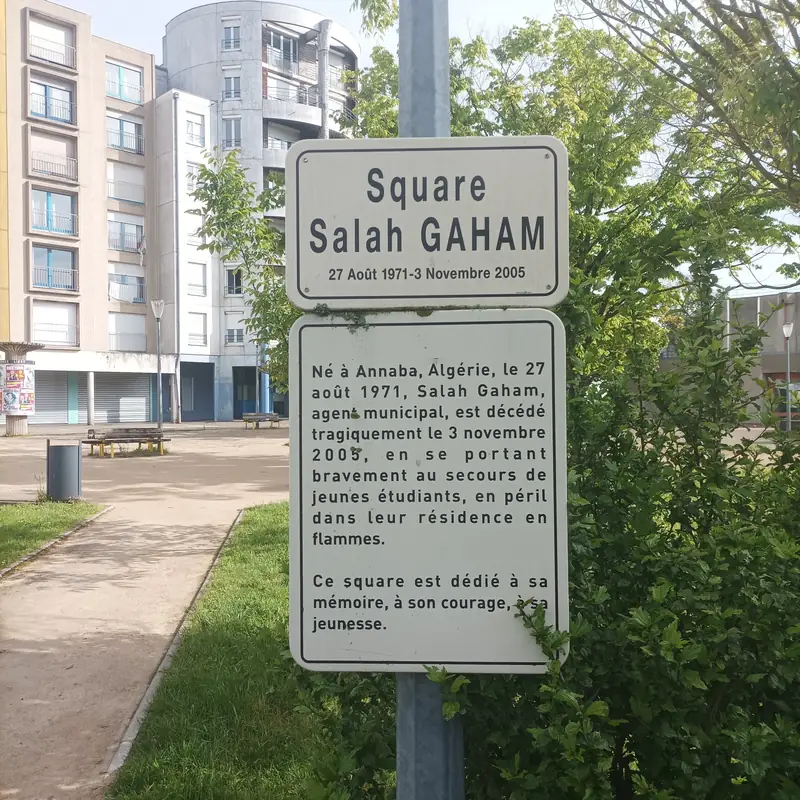 Square
Salah GAHAM
27 Août 1971-3 Novembre 2005
Né à Annaba, Algérie, le 27
août 1971, Salah Gaham,
agent municipal, est décédé
tragiquement le 3 novembre
2005, en se portant
bravement au secours de
jeunes étudiants, en péril
dans leur résidence en
flammes.
Ce square est dédié à sa
mémoire, à son courage, à sa
jeunesse.